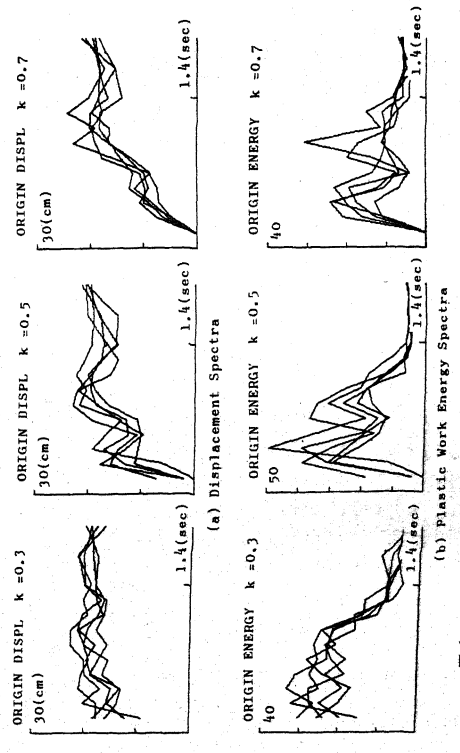 ORIGIN DISPL k =0.3
30(cm)
1.4(sec)
ORIGIN DISPL k =0.5
30(cm)
1.4(sec)
ORIGIN DISPL k =0.7
30(cm)
1.4(sec)
(a) Displacement Spectra
ORIGIN ENERGY k =0.3
40
1.4(sec)
ORIGIN ENERGY k =0.5
50
1.4(sec)
ORIGIN ENERGY k =0.7
40
1.4(sec)
(b) Plastic Work Energy Spectra